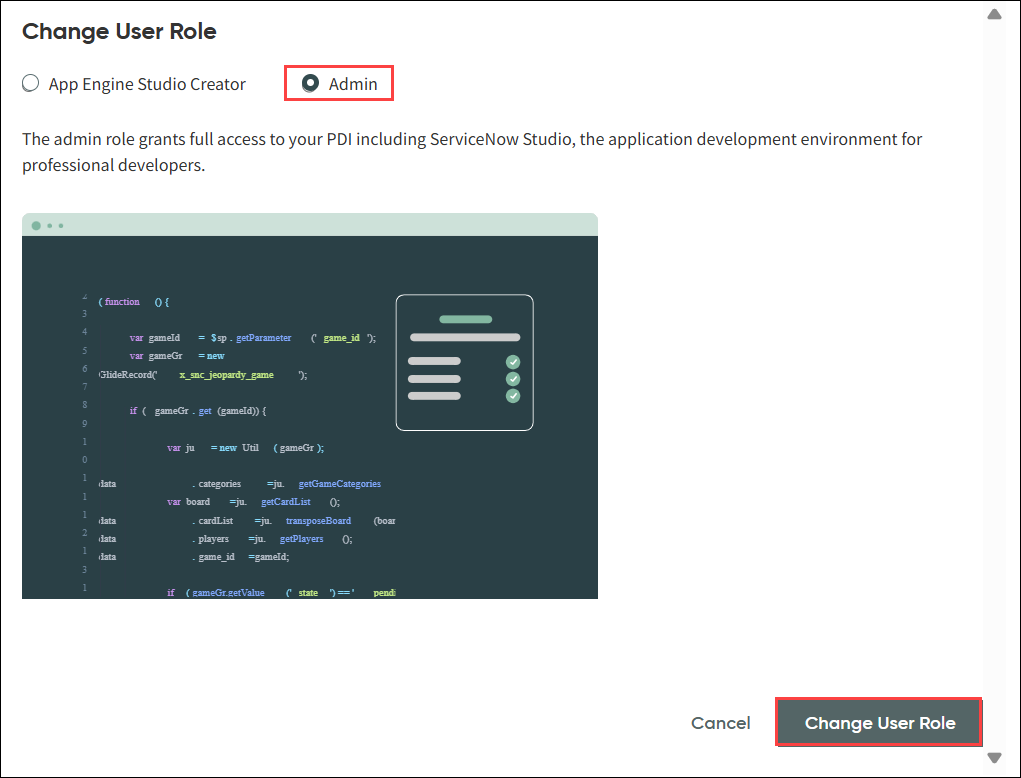 Change User Role
App Engine Studio Creator Admin
The admin role grants full access to your PDI including ServiceNow Studio, the application development environment for
professional developers.
4 ( function () {
3
4 var gameId = $sp . getParameter (' game_id ');
5 var gameGr = new
6 GlideRecord(' x_snc_jeopardy_game ');
7
8 if ( gameGr . get (gameId)) {
9
1 var ju = new Util ( gameGr );
0
1 data . categories =ju. getGameCategories
1 var board =ju. getCardList ();
1 data . cardList =ju. transposeBoard (boar
2 data . players =ju. getPlayers ();
1 data . game_id =gameId;
3
1 if ( gameGr.getValue (' state ') == ' pendi
Cancel Change User Role